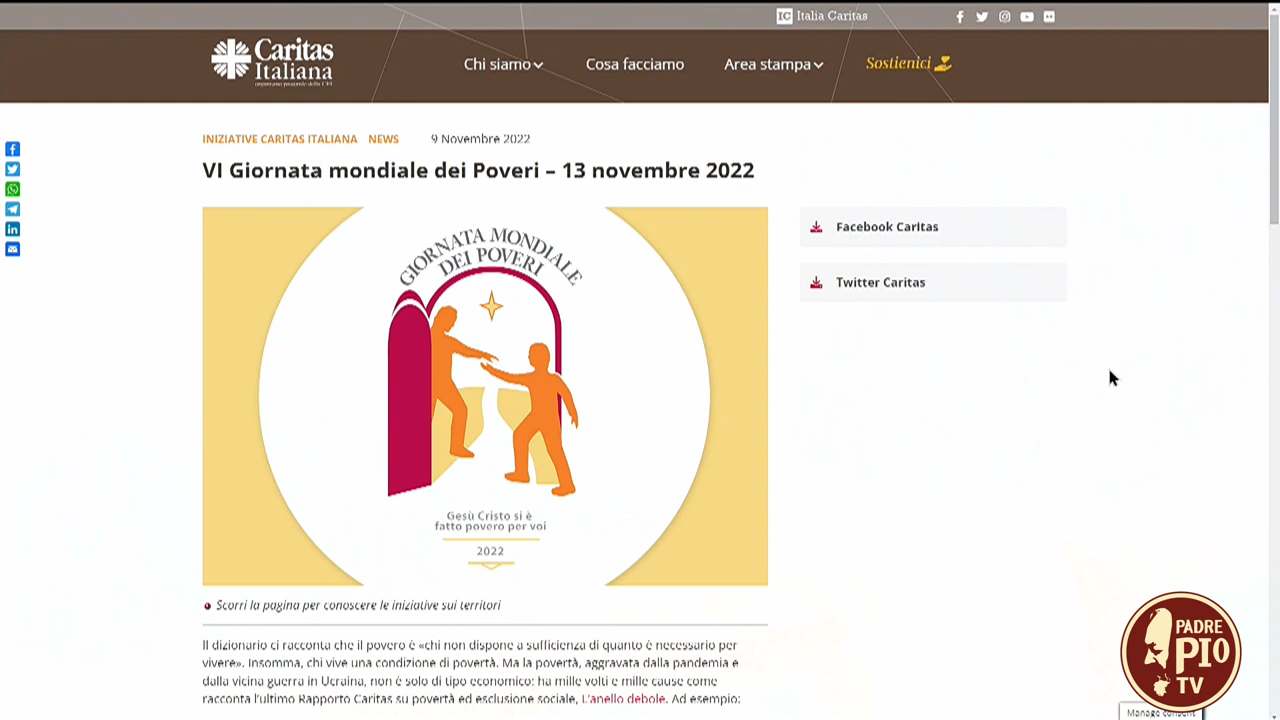 IC Italia Caritas
Caritas
Italiana
organismo pastorale della CEI
Chi siamo
Cosa facciamo
Area stampa
Sostienici
INIZIATIVE CARITAS ITALIANA NEWS 9 Novembre 2022
VI Giornata mondiale dei Poveri – 13 novembre 2022
GIORNATA MONDIALE
DEI POVERI
Gesù Cristo si è
fatto povero per voi
2022
Facebook Caritas
Twitter Caritas
Scorri la pagina per conoscere le iniziative sui territori
Il dizionario ci racconta che il povero è «chi non dispone a sufficienza di quanto è necessario per
vivere». Insomma, chi vive una condizione di povertà. Ma la povertà, aggravata dalla pandemia e
dalla vicina guerra in Ucraina, non è solo di tipo economico: ha mille volti e mille cause come
racconta l'ultimo Rapporto Caritas su povertà ed esclusione sociale, L'anello debole. Ad esempio:
PADRE
PIO
TV
Manage consent